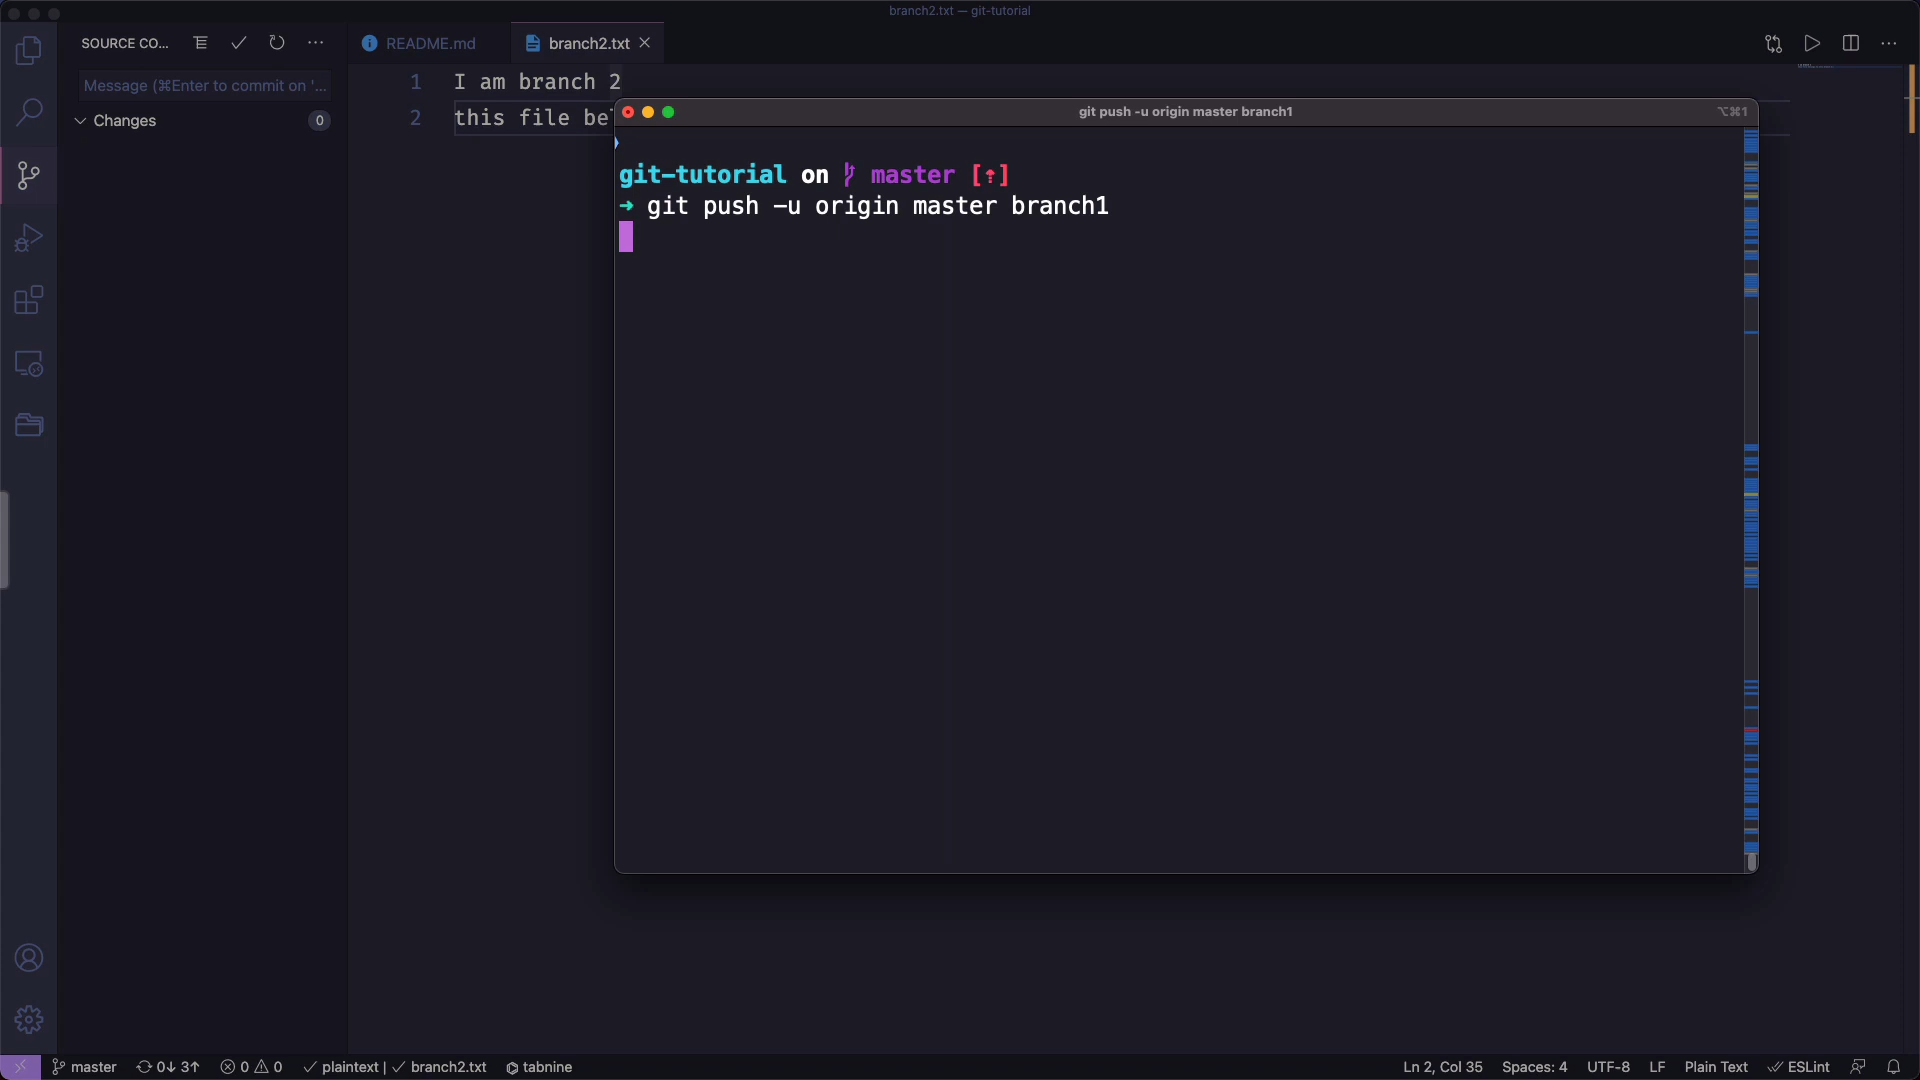 branch2.txt — git-tutorial
SOURCE CO...
README.md
branch2.txt
Message (⌘Enter to commit on '...
Changes
0
1 I am branch 2
2 this file be
git push -u origin master branch1
⌥⌘1
git-tutorial on master [↑]
➜ git push -u origin master branch1
master
0↓ 3↑
0
0
plaintext | ✓ branch2.txt
tabnine
Ln 2, Col 35
Spaces: 4
UTF-8
LF
Plain Text
ESLint